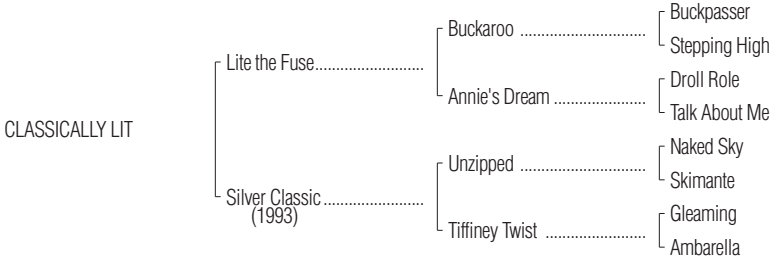 Buckpasser
Buckaroo ..............................
Stepping High
Lite the Fuse..........................
Droll Role
Annie's Dream ......................
Talk About Me
CLASSICALLY LIT
Naked Sky
Unzipped ..............................
Skimante
Silver Classic ........................
(1993)
Gleaming
Tiffiney Twist ........................
Ambarella